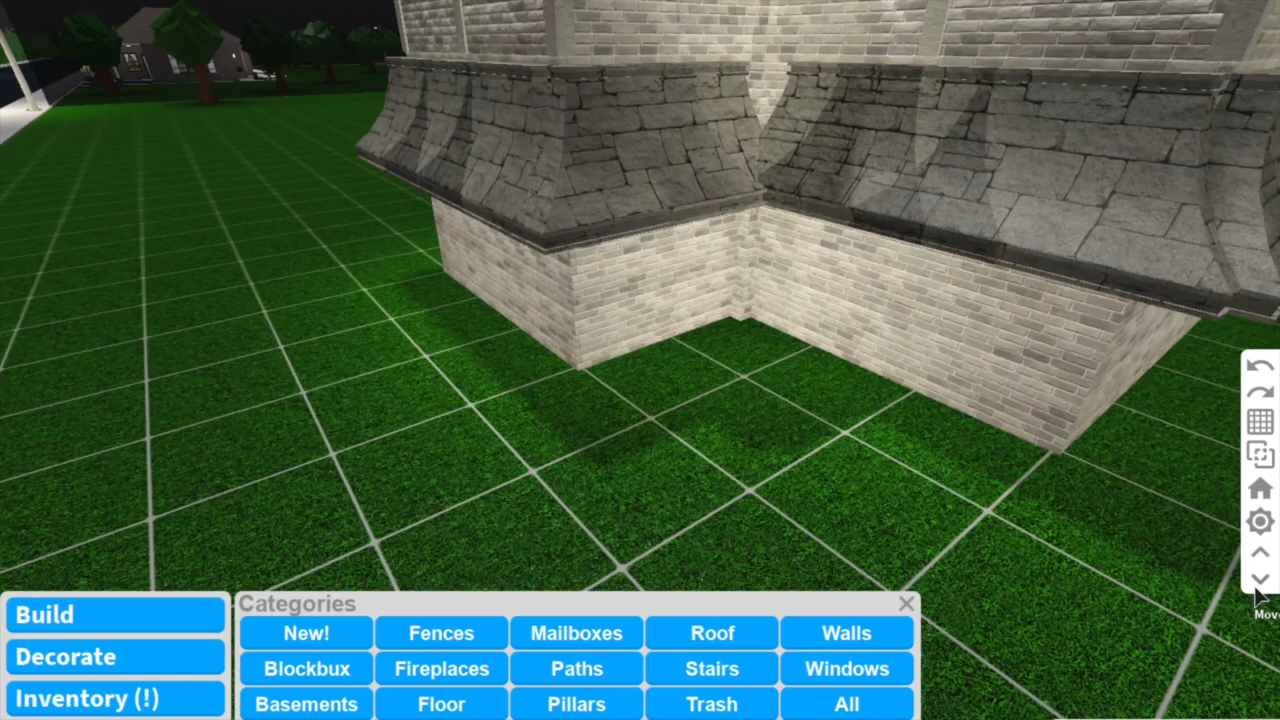 Build
Decorate
Inventory (!)
Categories
New! Fences Mailboxes Roof Walls
Blockbux Fireplaces Paths Stairs Windows
Basements Floor Pillars Trash All